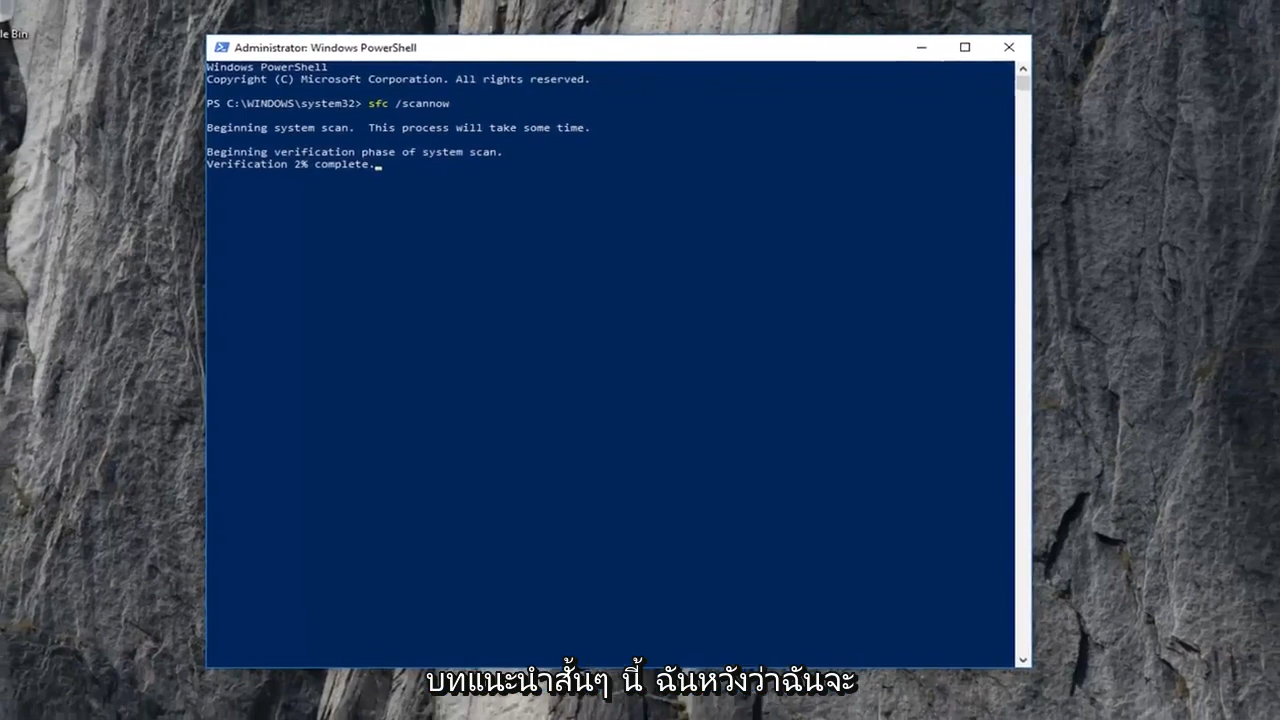 le Bin
Administrator: Windows PowerShell
Windows PowerShell
Copyright (C) Microsoft Corporation. All rights reserved.
PS C:\WINDOWS\system32> sfc /scannow
Beginning system scan.  This process will take some time.
Beginning verification phase of system scan.
Verification 2% complete.
บทแนะนำสั้นๆ นี้ ฉันหวังว่าฉันจะ